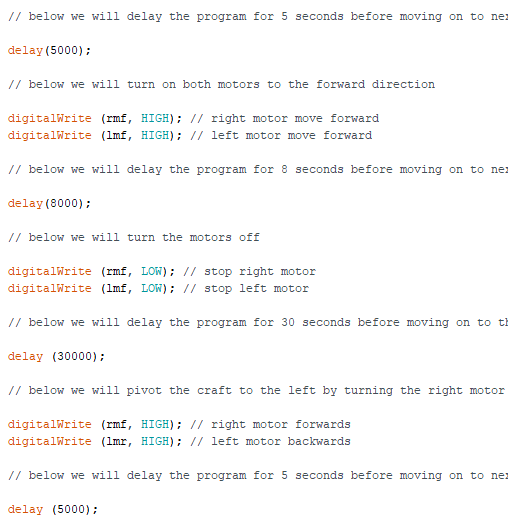 // below we will delay the program for 5 seconds before moving on to
delay(5000);
// below we will turn on both motors to the forward direction
digitalWrite (rmf, HIGH); // right motor move forward
digitalWrite (lmf, HIGH); // left motor move forward
// below we will delay the program for 8 seconds before moving on to
delay(8000);
// below we will turn the motors off
digitalWrite (rmf, LOW); // stop right motor
digitalWrite (lmf, LOW); // stop left motor
// below we will delay the program for 30 seconds before moving on to
delay (30000);
// below we will pivot the craft to the left by turning the right motor
digitalWrite (rmf, HIGH); // right motor forwards
digitalWrite (lmr, HIGH); // left motor backwards
// below we will delay the program for 5 seconds before moving on to
delay (5000);